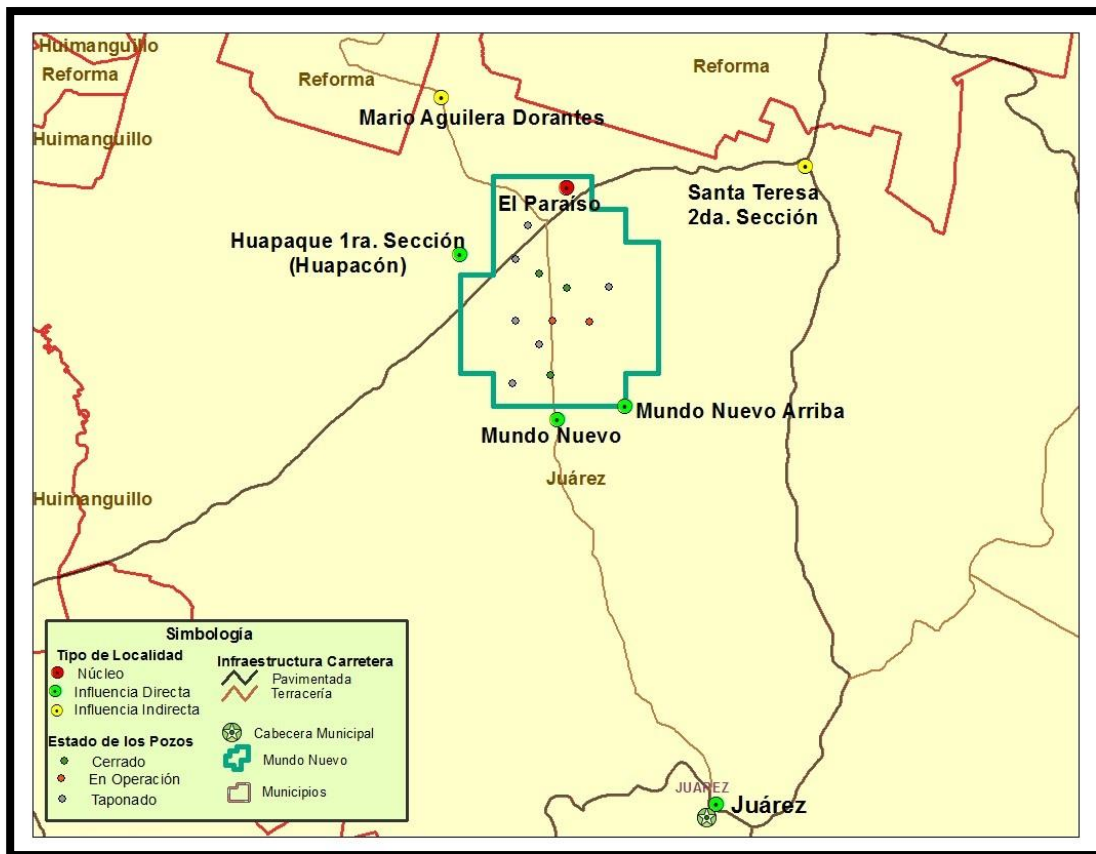 Huimanguillo
Reforma
Reforma
Reforma
Mario Aguilera Dorantes
Huimanguillo
El Paraíso
Santa Teresa
2da. Sección
Huapaque 1ra. Sección
(Huapacón)
Mundo Nuevo Arriba
Mundo Nuevo
Juárez
Huimanguillo
Simbología
Tipo de Localidad
Núcleo
Influencia Directa
Influencia Indirecta
Estado de los Pozos
Cerrado
En Operación
Taponado
Infraestructura Carretera
Pavimentada
Terracería
Cabecera Municipal
Mundo Nuevo
Municipios
JUÁREZ
Juárez